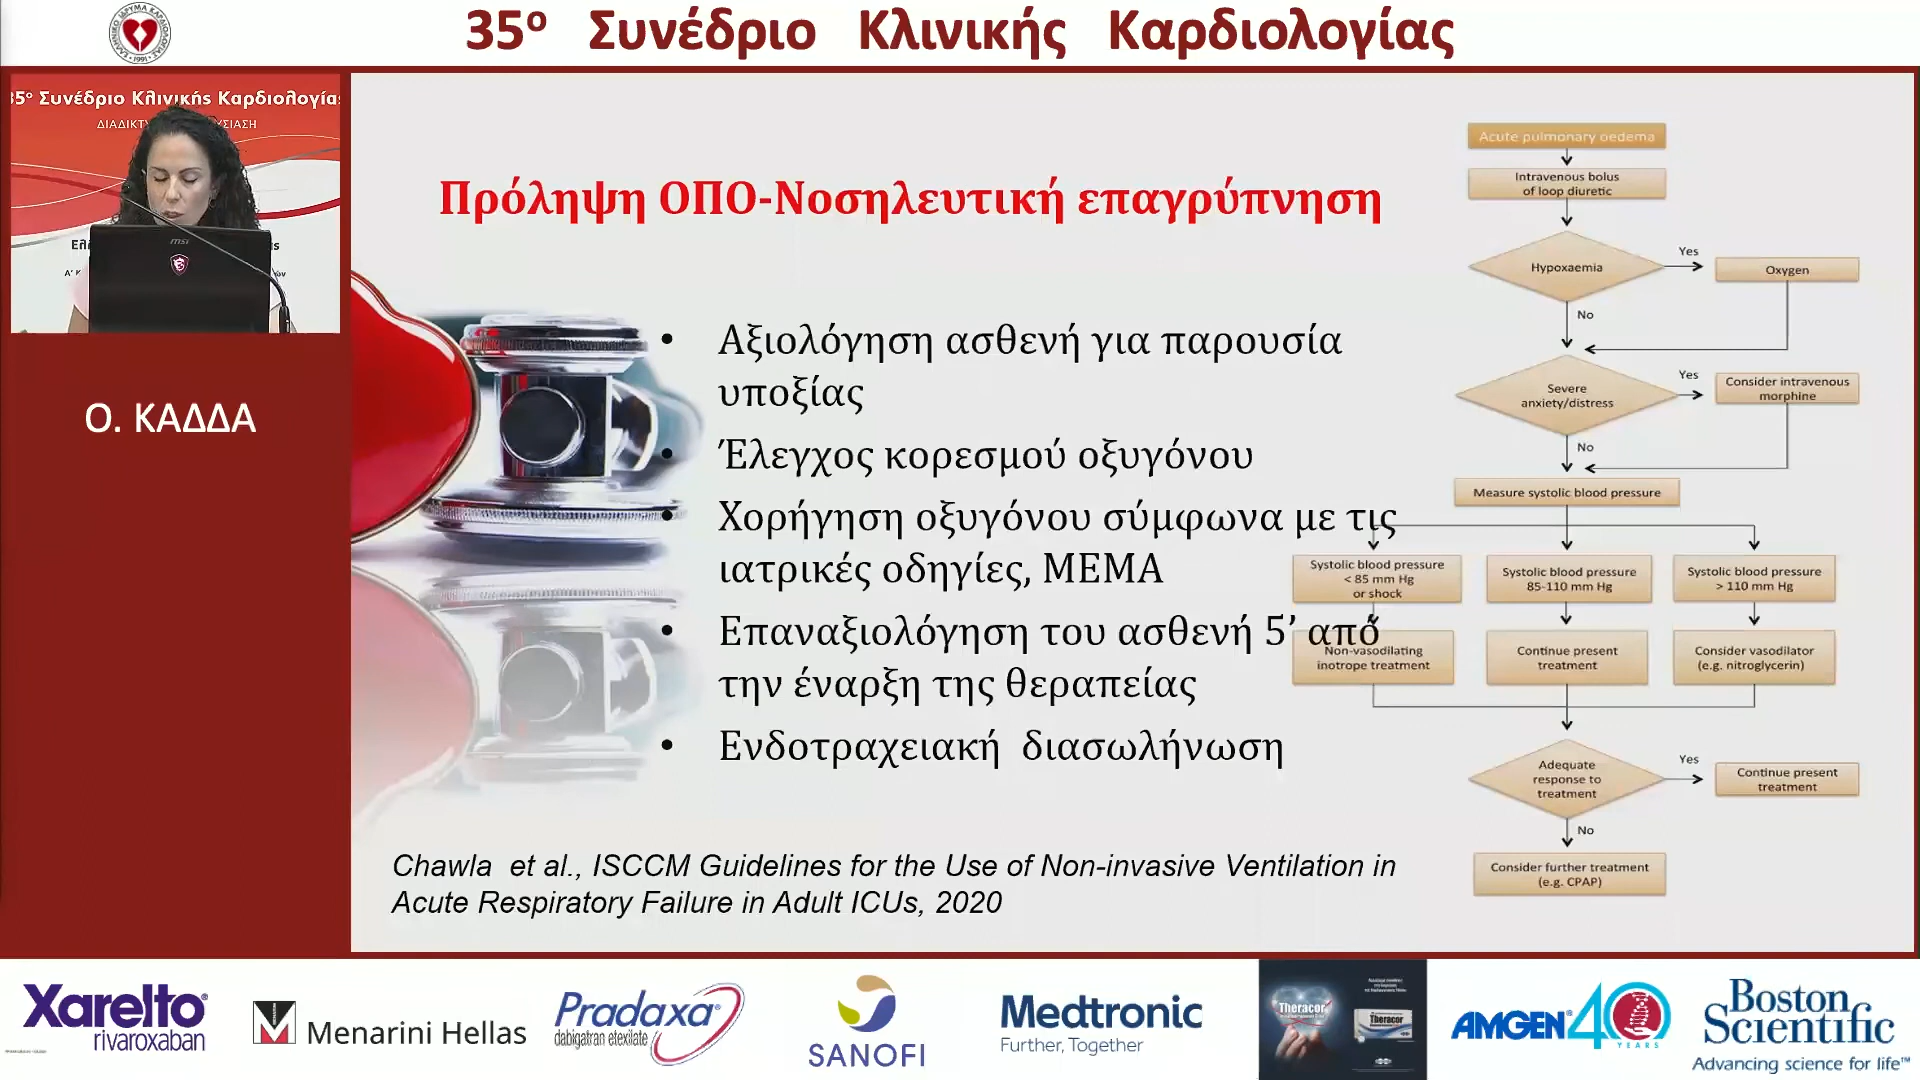 35ο Συνέδριο Κλινικής Καρδιολογίας
35ο Συνέδριο Κλινικής Καρδιολογία
Ο. ΚΑΔΔΑ
Πρόληψη ΟΠΟ-Νοσηλευτική επαγρύπνηση
• Αξιολόγηση ασθενή για παρουσία
υποξίας
• Έλεγχος κορεσμού οξυγόνου
• Χορήγηση οξυγόνου σύμφωνα με τις
ιατρικές οδηγίες, ΜΕΜΑ
• Επαναξιολόγηση του ασθενή 5’ από
την έναρξη της θεραπείας
• Ενδοτραχειακή διασωλήνωση
Chawla et al., ISCCM Guidelines for the Use of Non-invasive Ventilation in
Acute Respiratory Failure in Adult ICUs, 2020
Acute pulmonary oedema
Intravenous bolus
of loop diuretic
Hypoxaemia
Yes
Oxygen
No
Severe
anxiety/distress
Yes
Consider intravenous
morphine
No
Measure systolic blood pressure
Systolic blood pressure
< 85 mm Hg
or shock
Systolic blood pressure
85-110 mm Hg
Systolic blood pressure
> 110 mm Hg
Non-vasodilating
inotrope treatment
Continue present
treatment
Consider vasodilator
(e.g. nitroglycerin)
Adequate
response to
treatment
Yes
Continue present
treatment
No
Consider further treatment
(e.g. CPAP)
msi
Xarelto®
rivaroxaban
Menarini Hellas
Pradaxa®
dabigatran etexilate
SANOFI
Medtronic
Further, Together
Theracor
Theracor
AMGEN® 40
YEARS
Boston
Scientific
Advancing science for life™